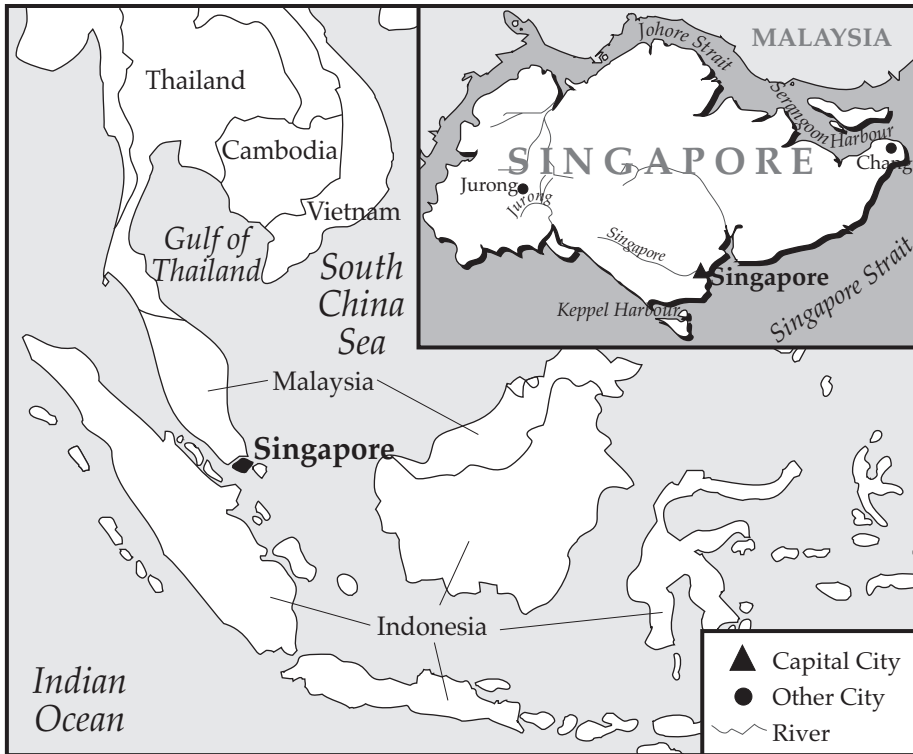 Thailand
Cambodia
Vietnam
Gulf of
Thailand
South
China
Sea
Malaysia
Singapore
Indonesia
Indian
Ocean
Johore Strait
MALAYSIA
Serangoon Harbour
SINGAPORE
Changi
Jurong
Jurong
Singapore
Singapore
Keppel Harbour
Singapore Strait
Capital City
Other City
River